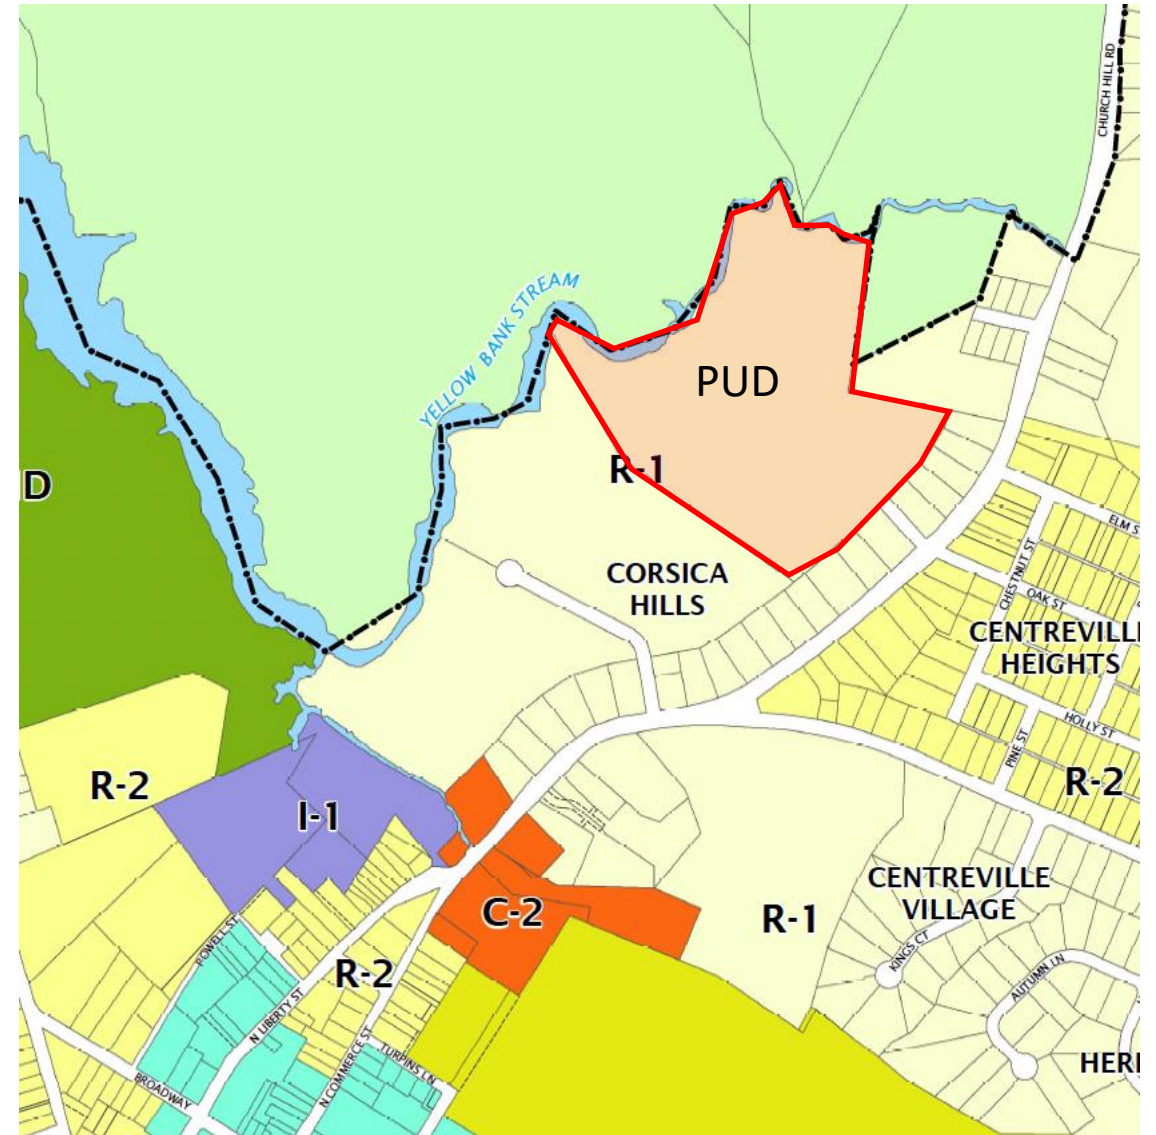 CHURCH HILL RD
YELLOW BANK STREAM
PUD
R-1
D
ELM S
CHESTNUT ST
OAK ST
CORSICA
HILLS
CENTREVILL
HEIGHTS
HOLLY ST
PINE ST
R-2
R-2
I-1
CENTREVILLE
VILLAGE
C-2
R-1
POWELL ST
KINGS CT
R-2
AUTUMN LN
N LIBERTY ST
TURPINS LN
HER
N COMMERCE ST
BROADWAY